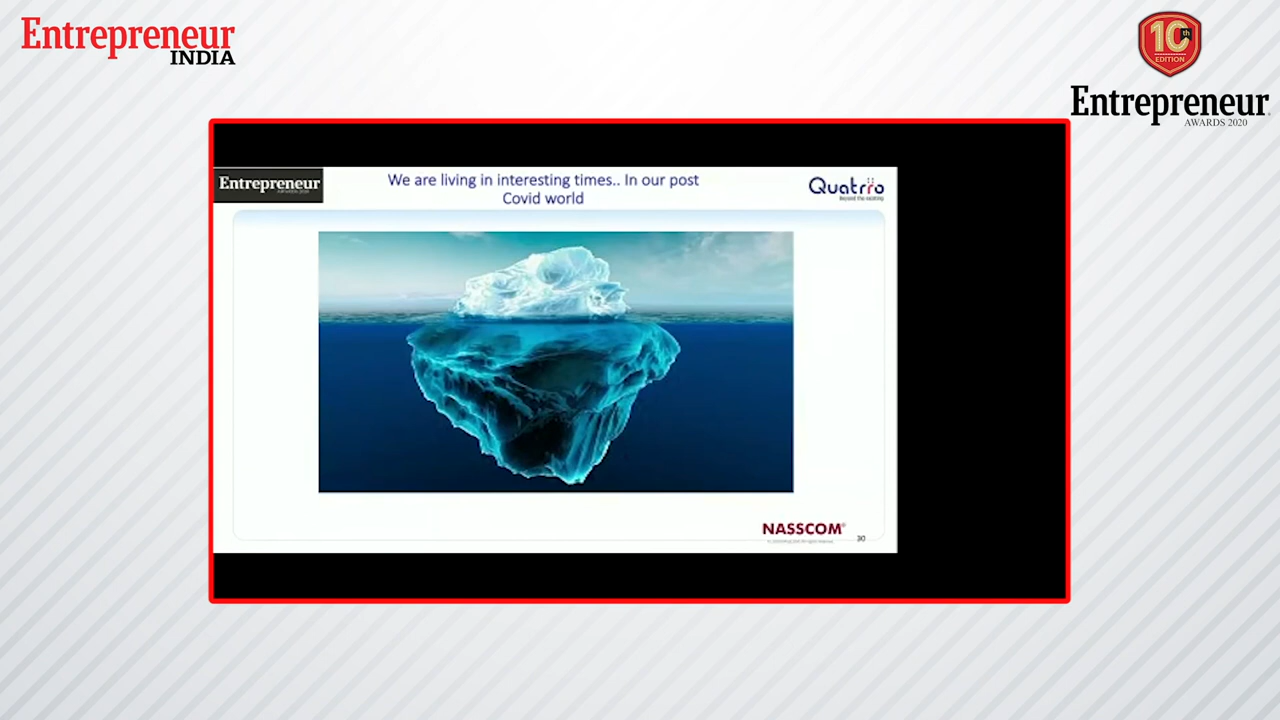 Entrepreneur
INDIA
10th
EDITION
Entrepreneur
AWARDS 2020
Entrepreneur
We are living in interesting times.. In our post
Covid world
Quatrro
Beyond the existing
NASSCOM®
30